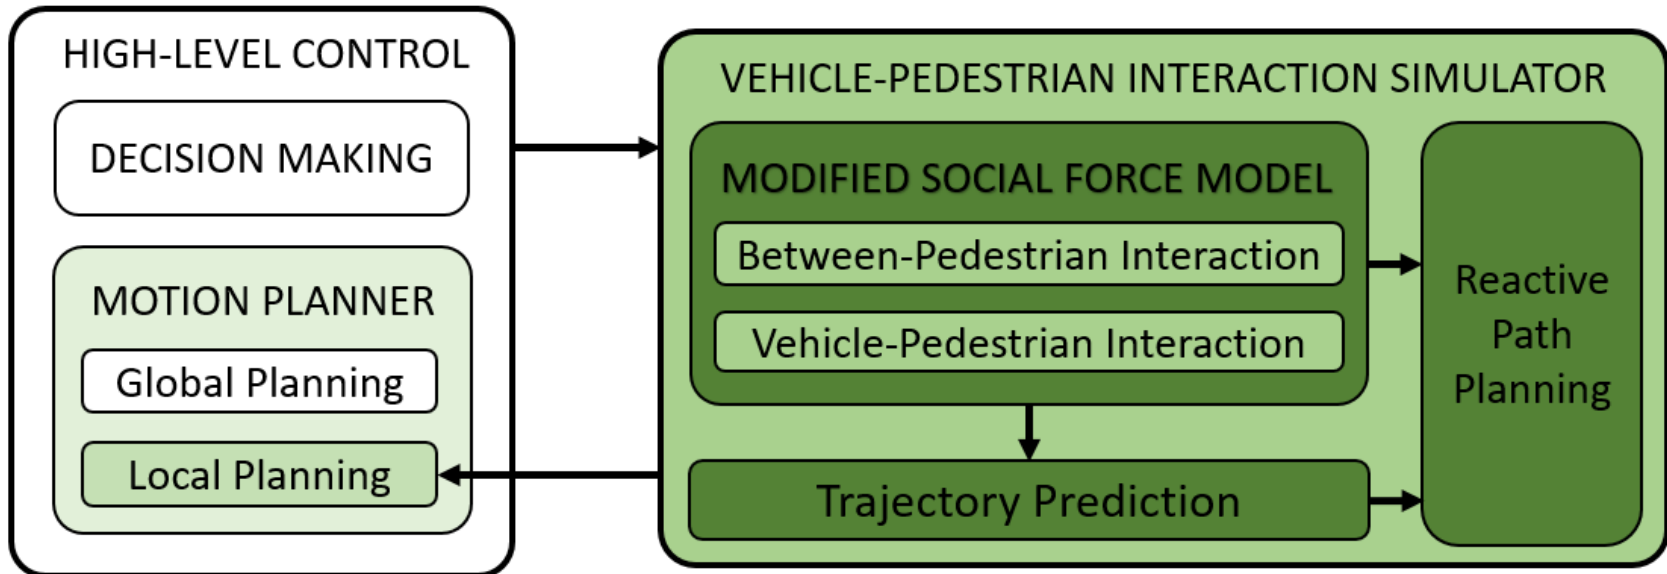 HIGH-LEVEL CONTROL
DECISION MAKING
MOTION PLANNER
Global Planning
Local Planning
VEHICLE-PEDESTRIAN INTERACTION SIMULATOR
MODIFIED SOCIAL FORCE MODEL
Between-Pedestrian Interaction
Vehicle-Pedestrian Interaction
Trajectory Prediction
Reactive
Path
Planning